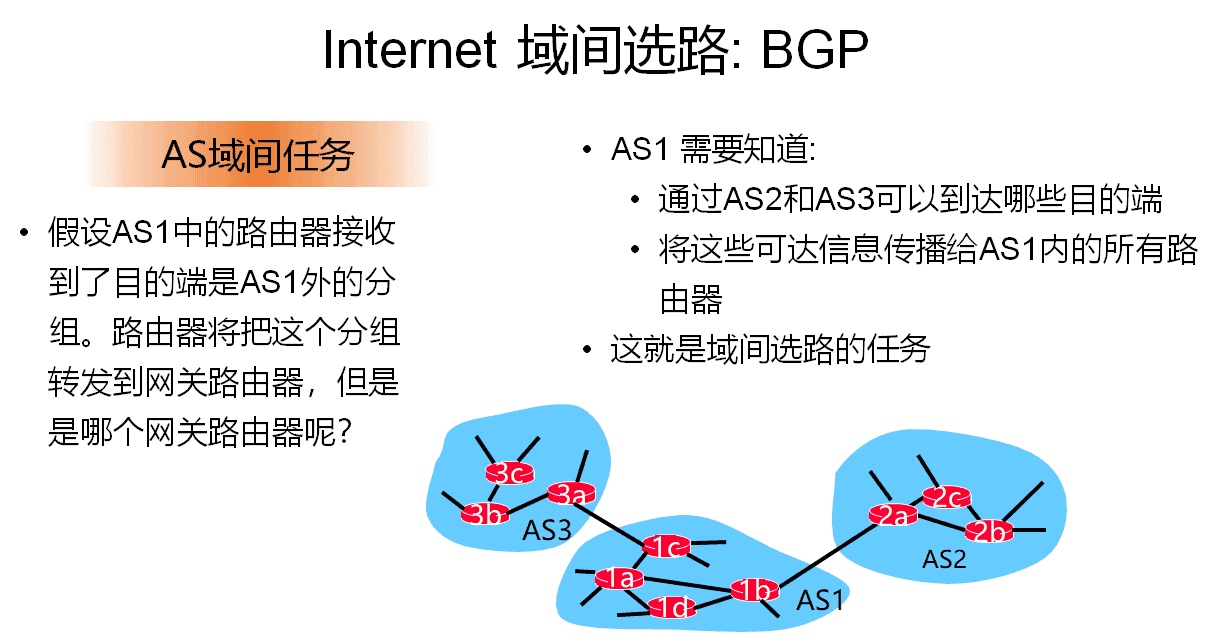 Internet 域间选路: BGP
AS域间任务
• 假设AS1中的路由器接收
到了目的端是AS1外的分
组。路由器将把这个分组
转发到网关路由器，但是
是哪个网关路由器呢？
• AS1 需要知道:
• 通过AS2和AS3可以到达哪些目的端
• 将这些可达信息传播给AS1内的所有路
由器
• 这就是域间选路的任务
3c
3a
3b
AS3
1c
1a
1b
1d
AS1
2c
2a
2b
AS2